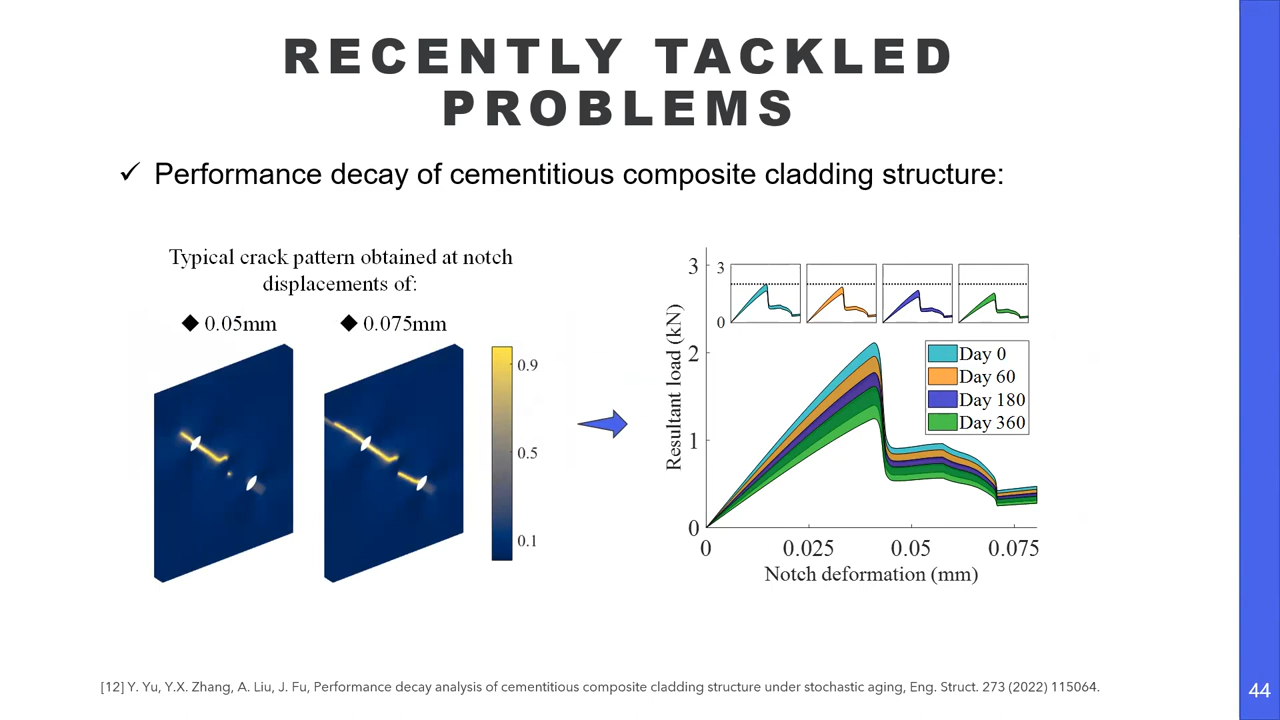 RECENTLY TACKLED
PROBLEMS
✓ Performance decay of cementitious composite cladding structure:
Typical crack pattern obtained at notch
displacements of:
◆ 0.05mm
◆ 0.075mm
0.9
0.5
0.1
3
2
1
0
3
0
Resultant load (kN)
Day 0
Day 60
Day 180
Day 360
0 0.025 0.05 0.075
Notch deformation (mm)
[12] Y. Yu, Y.X. Zhang, A. Liu, J. Fu, Performance decay analysis of cementitious composite cladding structure under stochastic aging, Eng. Struct. 273 (2022) 115064.
44